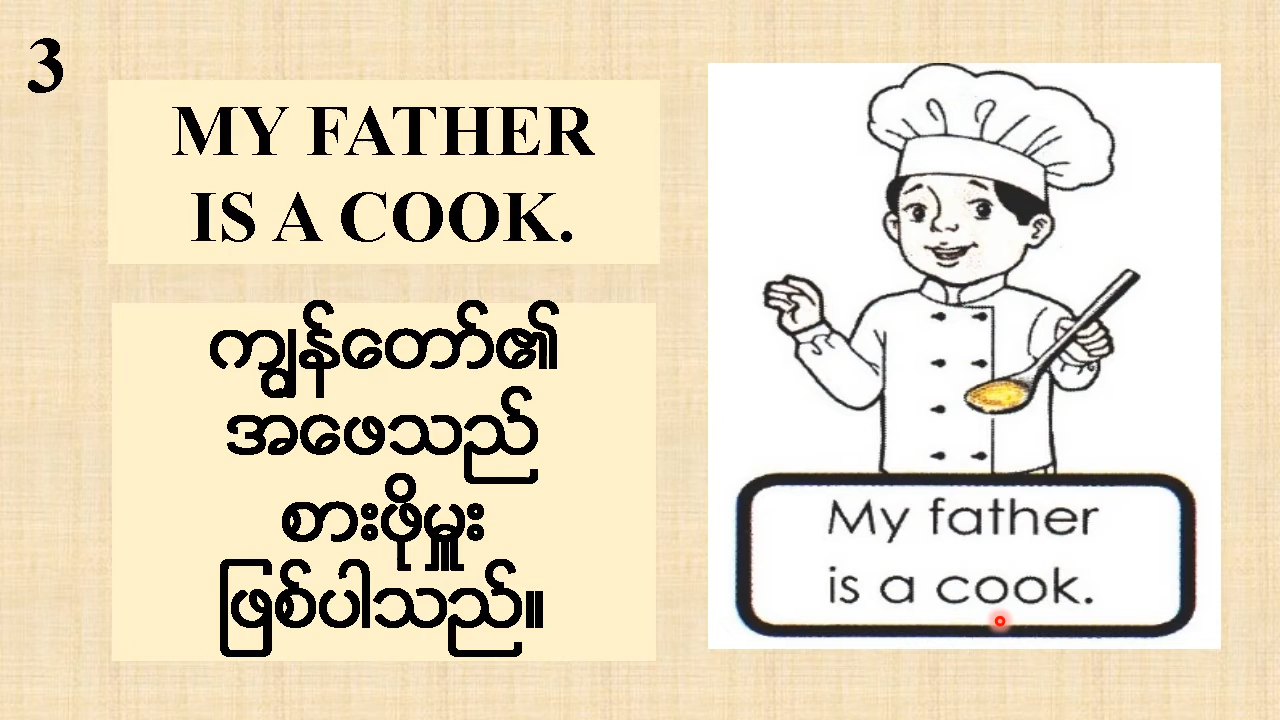 3
MY FATHER
IS A COOK.
ကျွန်တော်၏
အဖေသည်
စားဖိုမှူး
ဖြစ်ပါသည်။
My father
is a cook.